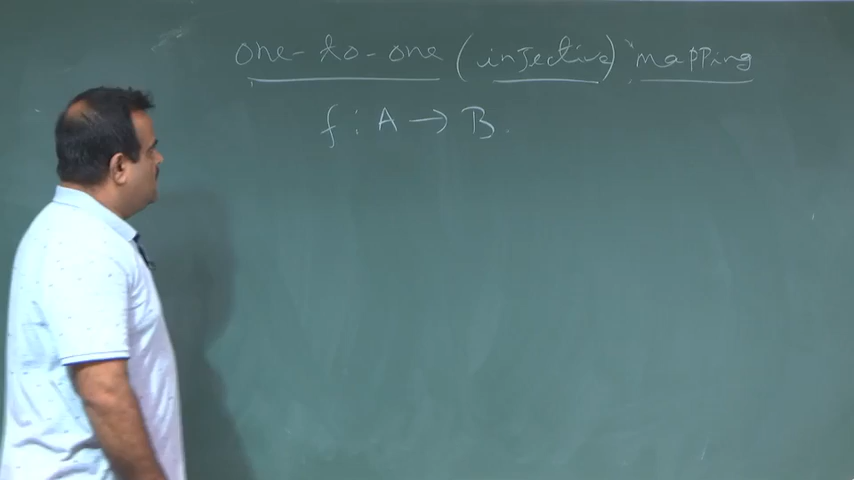 one-to-one (injective) mapping
f : A → B.